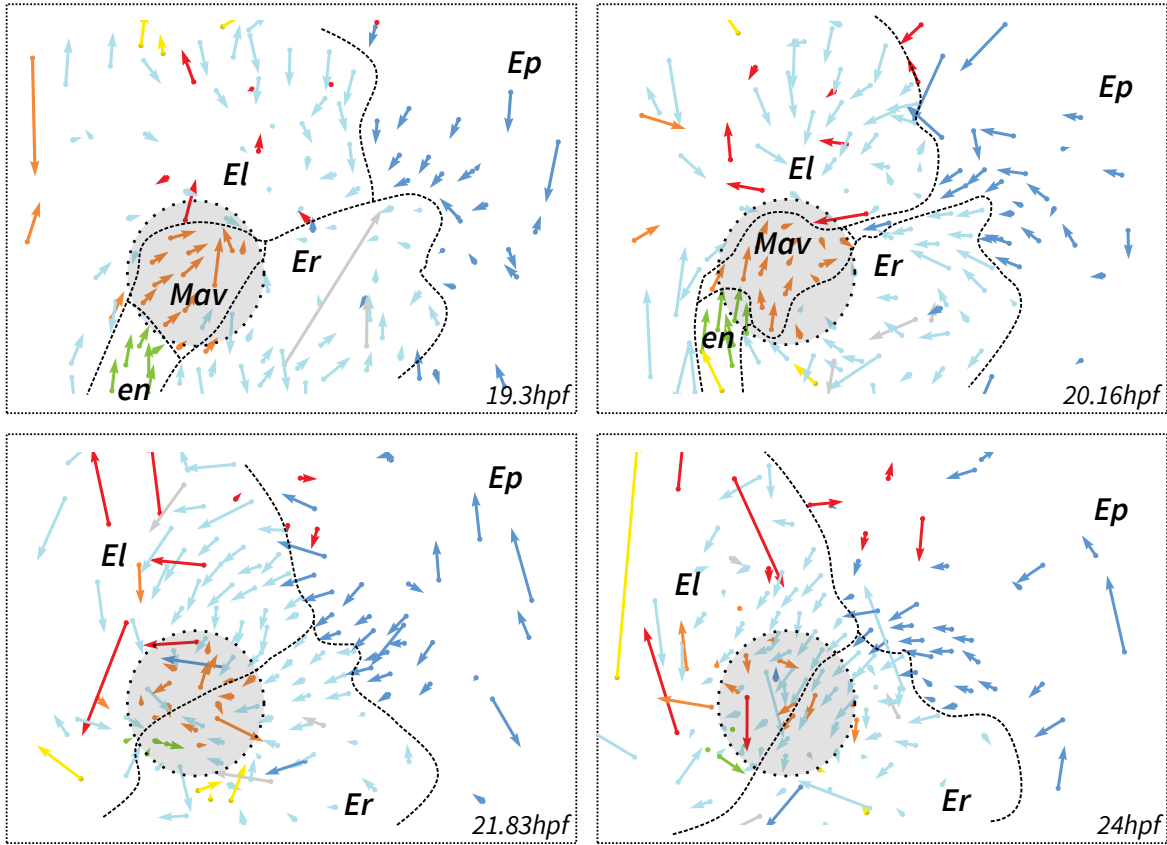 Ep
El
Er
Mav
en
19.3hpf
Ep
El
Mav
Er
en
20.16hpf
Ep
El
Er
21.83hpf
Ep
El
Er
24hpf